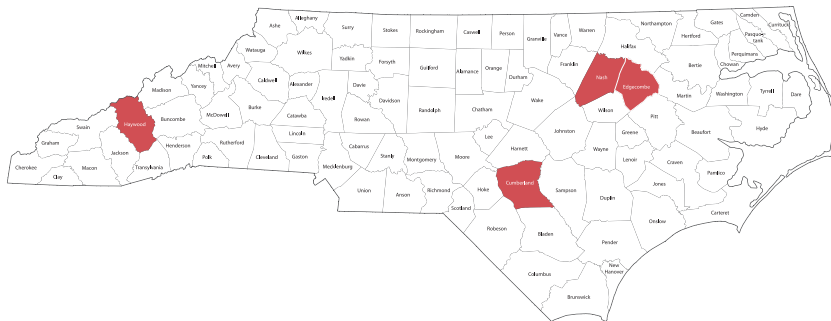 Alleghany
Ashe
Surry
Stokes
Rockingham
Caswell
Person
Granville
Vance
Warren
Northampton
Gates
Camden
Currituck
Pasquo-
tank
Hertford
Perquimans
Chowan
Halifax
Watauga
Wilkes
Yadkin
Forsyth
Guilford
Alamance
Orange
Durham
Franklin
Nash
Edgecombe
Bertie
Mitchell
Avery
Caldwell
Alexander
Iredell
Davie
Davidson
Randolph
Chatham
Wake
Wilson
Martin
Washington
Tyrrell
Dare
Madison
Yancey
Burke
McDowell
Catawba
Rowan
Johnston
Greene
Pitt
Beaufort
Hyde
Haywood
Buncombe
Swain
Graham
Jackson
Henderson
Rutherford
Polk
Cleveland
Lincoln
Gaston
Mecklenburg
Cabarrus
Stanly
Montgomery
Moore
Lee
Harnett
Wayne
Lenoir
Craven
Pamlico
Cherokee
Clay
Macon
Transylvania
Union
Anson
Richmond
Scotland
Hoke
Cumberland
Sampson
Duplin
Jones
Onslow
Carteret
Robeson
Bladen
Pender
Columbus
New
Hanover
Brunswick